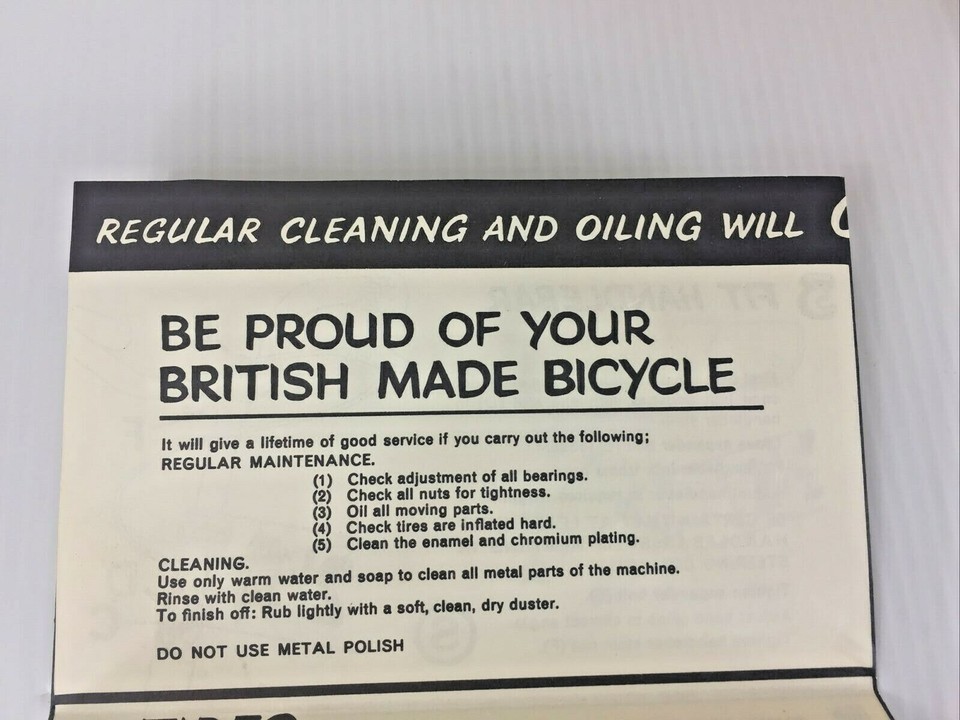 REGULAR CLEANING AND OILING WILL
BE PROUD OF YOUR
BRITISH MADE BICYCLE
It will give a lifetime of good service if you carry out the following;
REGULAR MAINTENANCE.
(1) Check adjustment of all bearings.
(2) Check all nuts for tightness.
(3) Oil all moving parts.
(4) Check tires are inflated hard.
(5) Clean the enamel and chromium plating.
CLEANING.
Use only warm water and soap to clean all metal parts of the machine.
Rinse with clean water.
To finish off: Rub lightly with a soft, clean, dry duster.
DO NOT USE METAL POLISH